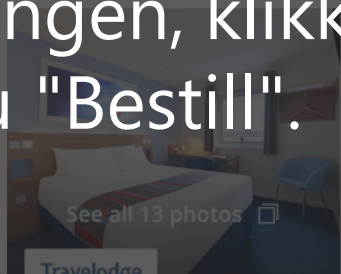 ngen, klikk
"Bestill".
See all 13 photos
Travelodge